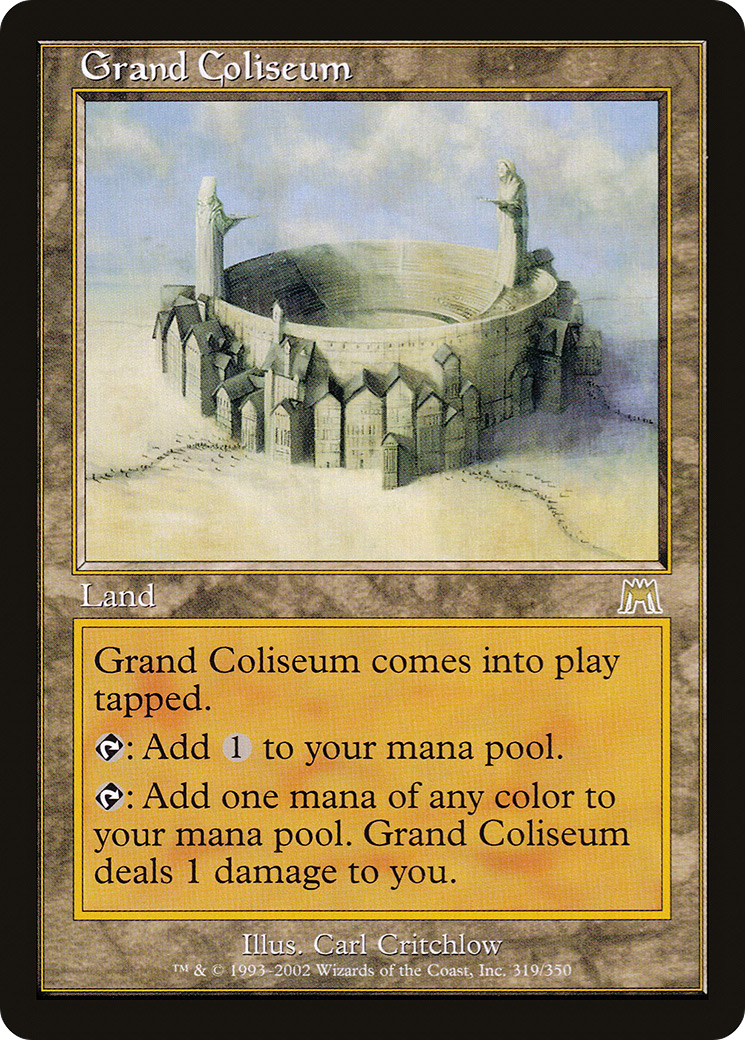 Grand Coliseum
Land
Grand Coliseum comes into play
tapped.
: Add 1 to your mana pool.
: Add one mana of any color to
your mana pool. Grand Coliseum
deals 1 damage to you.
Illus. Carl Critchlow
™ & © 1993–2002 Wizards of the Coast, Inc. 319/350